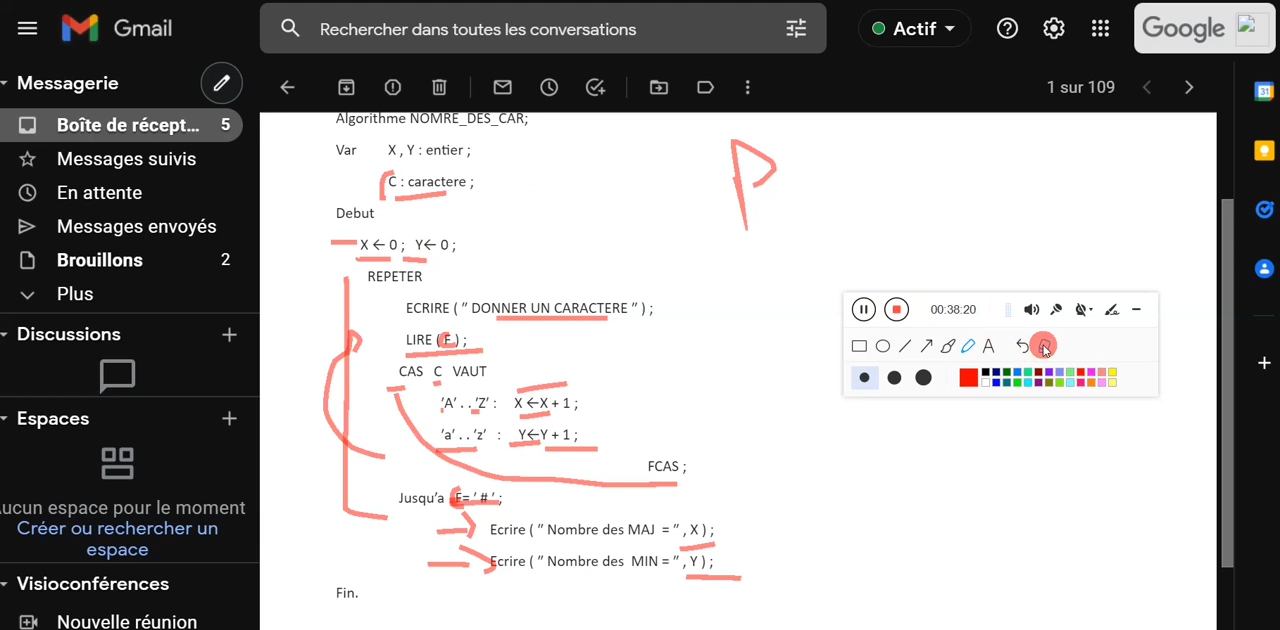 Gmail
Rechercher dans toutes les conversations
Actif
Google
Messagerie
1 sur 109
31
Boîte de récept... 5
Messages suivis
En attente
Messages envoyés
Brouillons 2
Plus
Discussions
Espaces
ucun espace pour le moment
Créer ou rechercher un
espace
Visioconférences
Nouvelle réunion
Algorithme NOMRE_DES_CAR;
Var X , Y : entier ;
C : caractere ;
Debut
X ← 0 ; Y← 0 ;
REPETER
ECRIRE ( " DONNER UN CARACTERE " ) ;
LIRE ( F ) ;
CAS C VAUT
'A' . . 'Z' : X ←X + 1 ;
'a' . . 'z' : Y←Y + 1 ;
FCAS ;
Jusqu'a F= ' # ' ;
Ecrire ( " Nombre des MAJ = " , X ) ;
Ecrire ( " Nombre des MIN = " , Y ) ;
Fin.
P
00:38:20
A